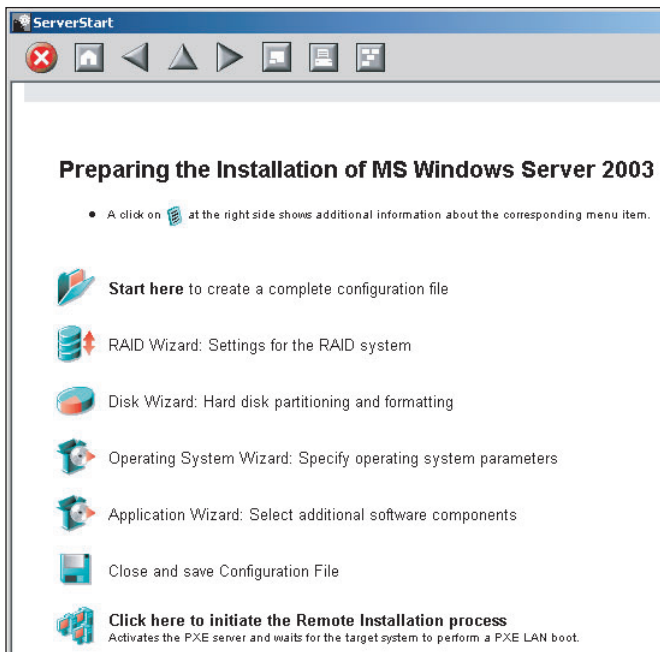 ServerStart
Preparing the Installation of MS Windows Server 2003
A click on at the right side shows additional information about the corresponding menu item.
Start here to create a complete configuration file
RAID Wizard: Settings for the RAID system
Disk Wizard: Hard disk partitioning and formatting
Operating System Wizard: Specify operating system parameters
Application Wizard: Select additional software components
Close and save Configuration File
Click here to initiate the Remote Installation process
Activates the PXE server and waits for the target system to perform a PXE LAN boot.